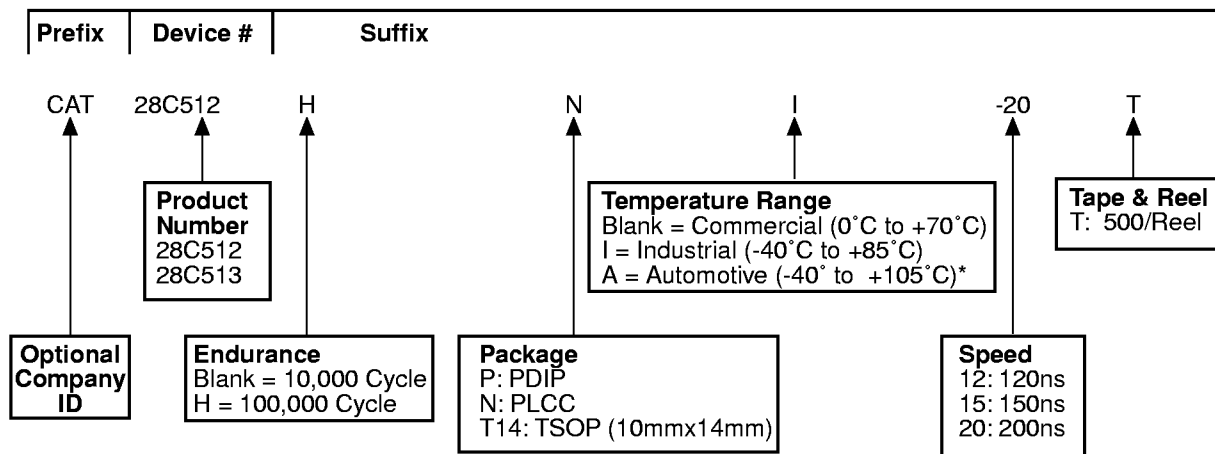 Prefix Device # Suffix
CAT 28C512 H N I -20 T
Product
Number
28C512
28C513
Temperature Range
Blank = Commercial (0˚C to +70˚C)
I = Industrial (-40˚C to +85˚C)
A = Automotive (-40˚ to +105˚C)*
Tape & Reel
T: 500/Reel
Optional
Company
ID
Endurance
Blank = 10,000 Cycle
H = 100,000 Cycle
Package
P: PDIP
N: PLCC
T14: TSOP (10mmx14mm)
Speed
12: 120ns
15: 150ns
20: 200ns